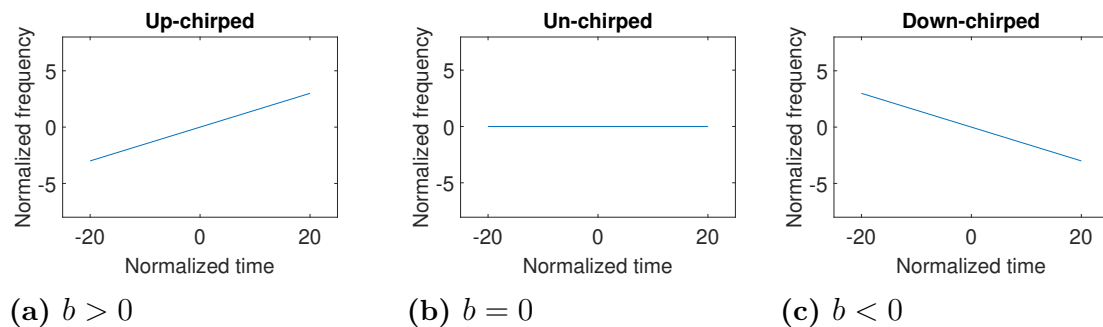 Up-chirped
Normalized frequency
5
0
-5
-20 0 20
Normalized time
(a) b > 0
Un-chirped
Normalized frequency
5
0
-5
-20 0 20
Normalized time
(b) b = 0
Down-chirped
Normalized frequency
5
0
-5
-20 0 20
Normalized time
(c) b < 0